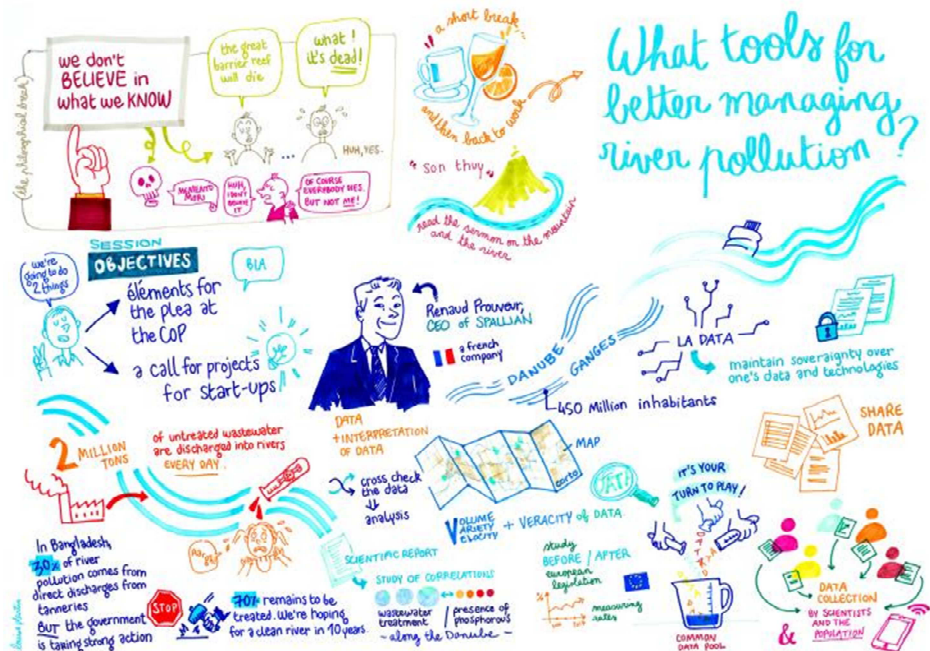 What tools for
better managing
river pollution?
(the philosophical break)
we don't
BELIEVE in
what we KNOW
the great
barrier reef
will die
what!
it's dead!
...
HUH, YES.
MEMENTO
MORI
HUH,
I DON'T
BELIEVE
IT
OF COURSE
EVERYBODY DIES.
BUT NOT ME!
"a short break...
and then back to work"
"son thuy"
read the sermon on the mountain
and the river
SESSION
OBJECTIVES
we're
going to do
2 things
BLA
éléments for
the plea at
the COP
a call for projects
for start-ups
Renaud Prouveur,
CEO of SPALLIAN
a french
company
DANUBE
GANGES
450 Million inhabitants
LA DATA
maintain soveraignty over
one's data and technologies
2 MILLION
TONS
of untreated wastewater
are discharged into rivers
EVERY DAY.
In Bangladesh,
30% of river
pollution comes from
direct discharges from
tanneries
BUT the government
is taking strong action
STOP
70% remains to be
treated. We're hoping
for a clean river in 10 years.
DATA
+ INTERPRETATION
OF DATA
cross check
the data
analysis
MAP
carto
VOLUME
VARIETY
VELOCITY
+ VERACITY OF DATA
DATA
SCIENTIFIC REPORT
STUDY OF CORRELATIONS
wastewater
treatment
/ presence of
phosphorous
- along the Danube -
study
BEFORE / AFTER
european
legislation
measuring
rules
IT'S YOUR
TURN TO PLAY!
COMMON
DATA POOL
SHARE
DATA
DATA
COLLECTION
BY SCIENTISTS
AND THE
POPULATION
&